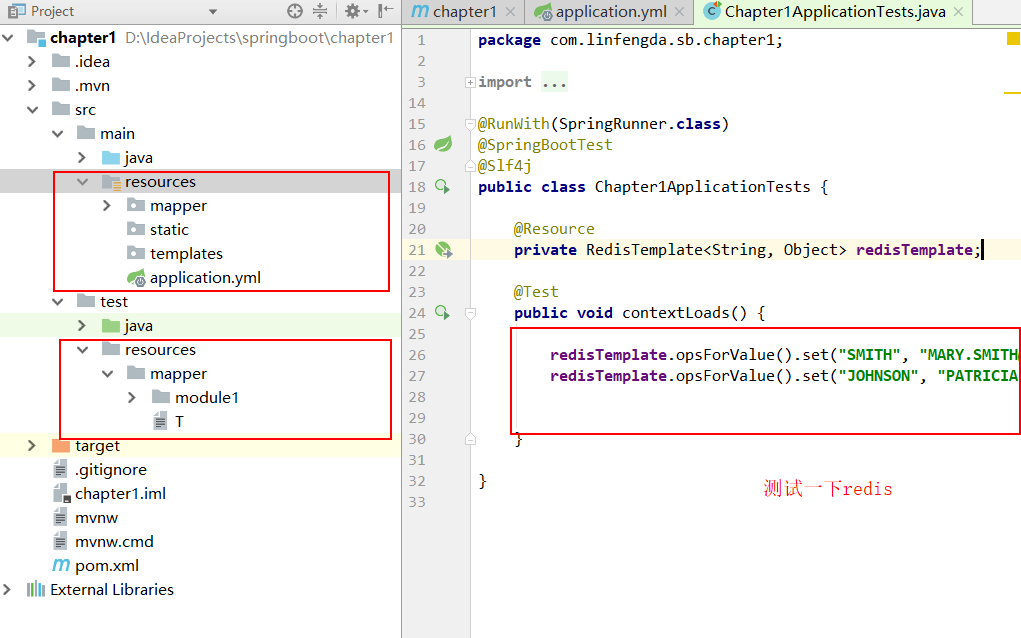 Project
chapter1 D:\IdeaProjects\springboot\chapter1
.idea
.mvn
src
main
java
resources
mapper
static
templates
application.yml
test
java
resources
mapper
module1
T
target
.gitignore
chapter1.iml
mvnw
mvnw.cmd
pom.xml
External Libraries
chapter1 application.yml Chapter1ApplicationTests.java
1 package com.linfengda.sb.chapter1;
2
3 import ...
14
15 @RunWith(SpringRunner.class)
16 @SpringBootTest
17 @Slf4j
18 public class Chapter1ApplicationTests {
19
20 @Resource
21 private RedisTemplate<String, Object> redisTemplate;
22
23 @Test
24 public void contextLoads() {
25
26 redisTemplate.opsForValue().set("SMITH", "MARY.SMITH
27 redisTemplate.opsForValue().set("JOHNSON", "PATRICIA
28
29
30 }
31
32 }
33
测试一下redis